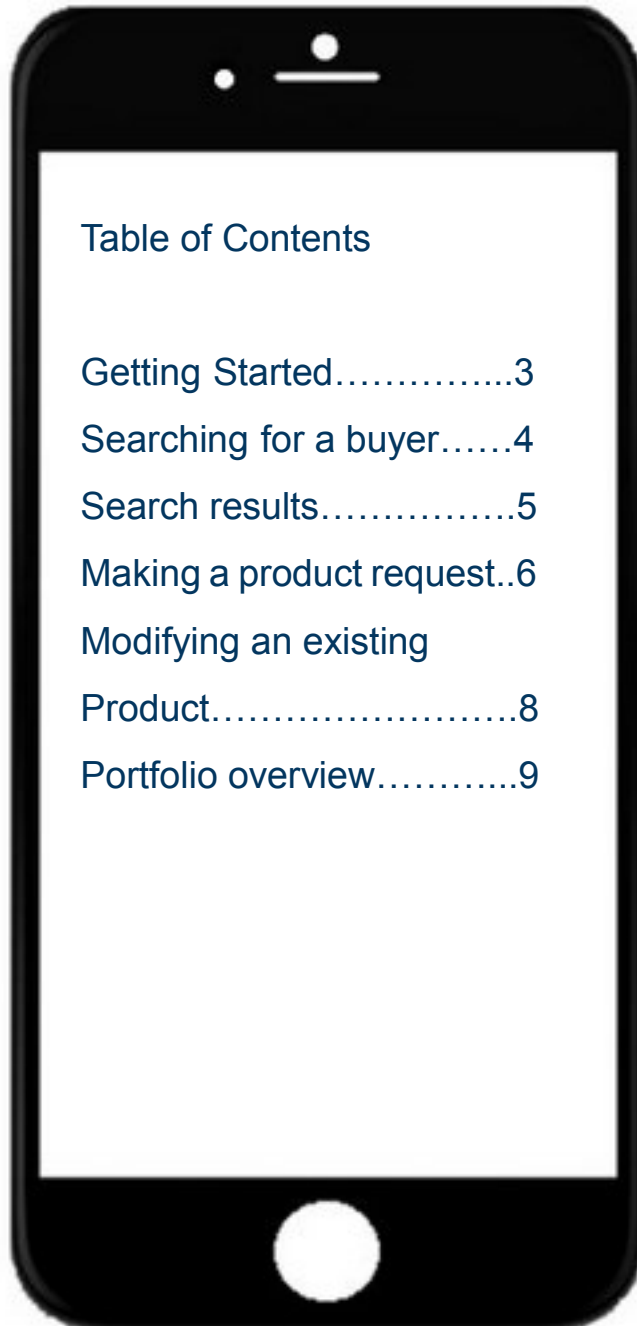 Table of Contents
Getting Started…………...3
Searching for a buyer……4
Search results…………….5
Making a product request..6
Modifying an existing
Product…………………….8
Portfolio overview………...9